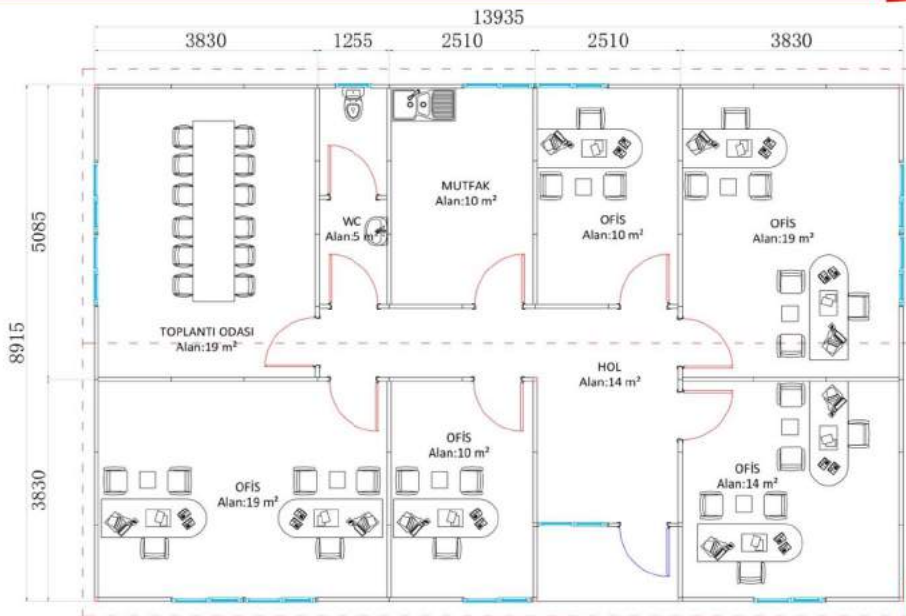 13935
3830 1255 2510 2510 3830
8915
5085
3830
MUTFAK
Alan:10 m²
WC
Alan:5 m²
OFİS
Alan:10 m²
OFİS
Alan:19 m²
TOPLANTI ODASI
Alan:19 m²
HOL
Alan:14 m²
OFİS
Alan:19 m²
OFİS
Alan:10 m²
OFİS
Alan:14 m²